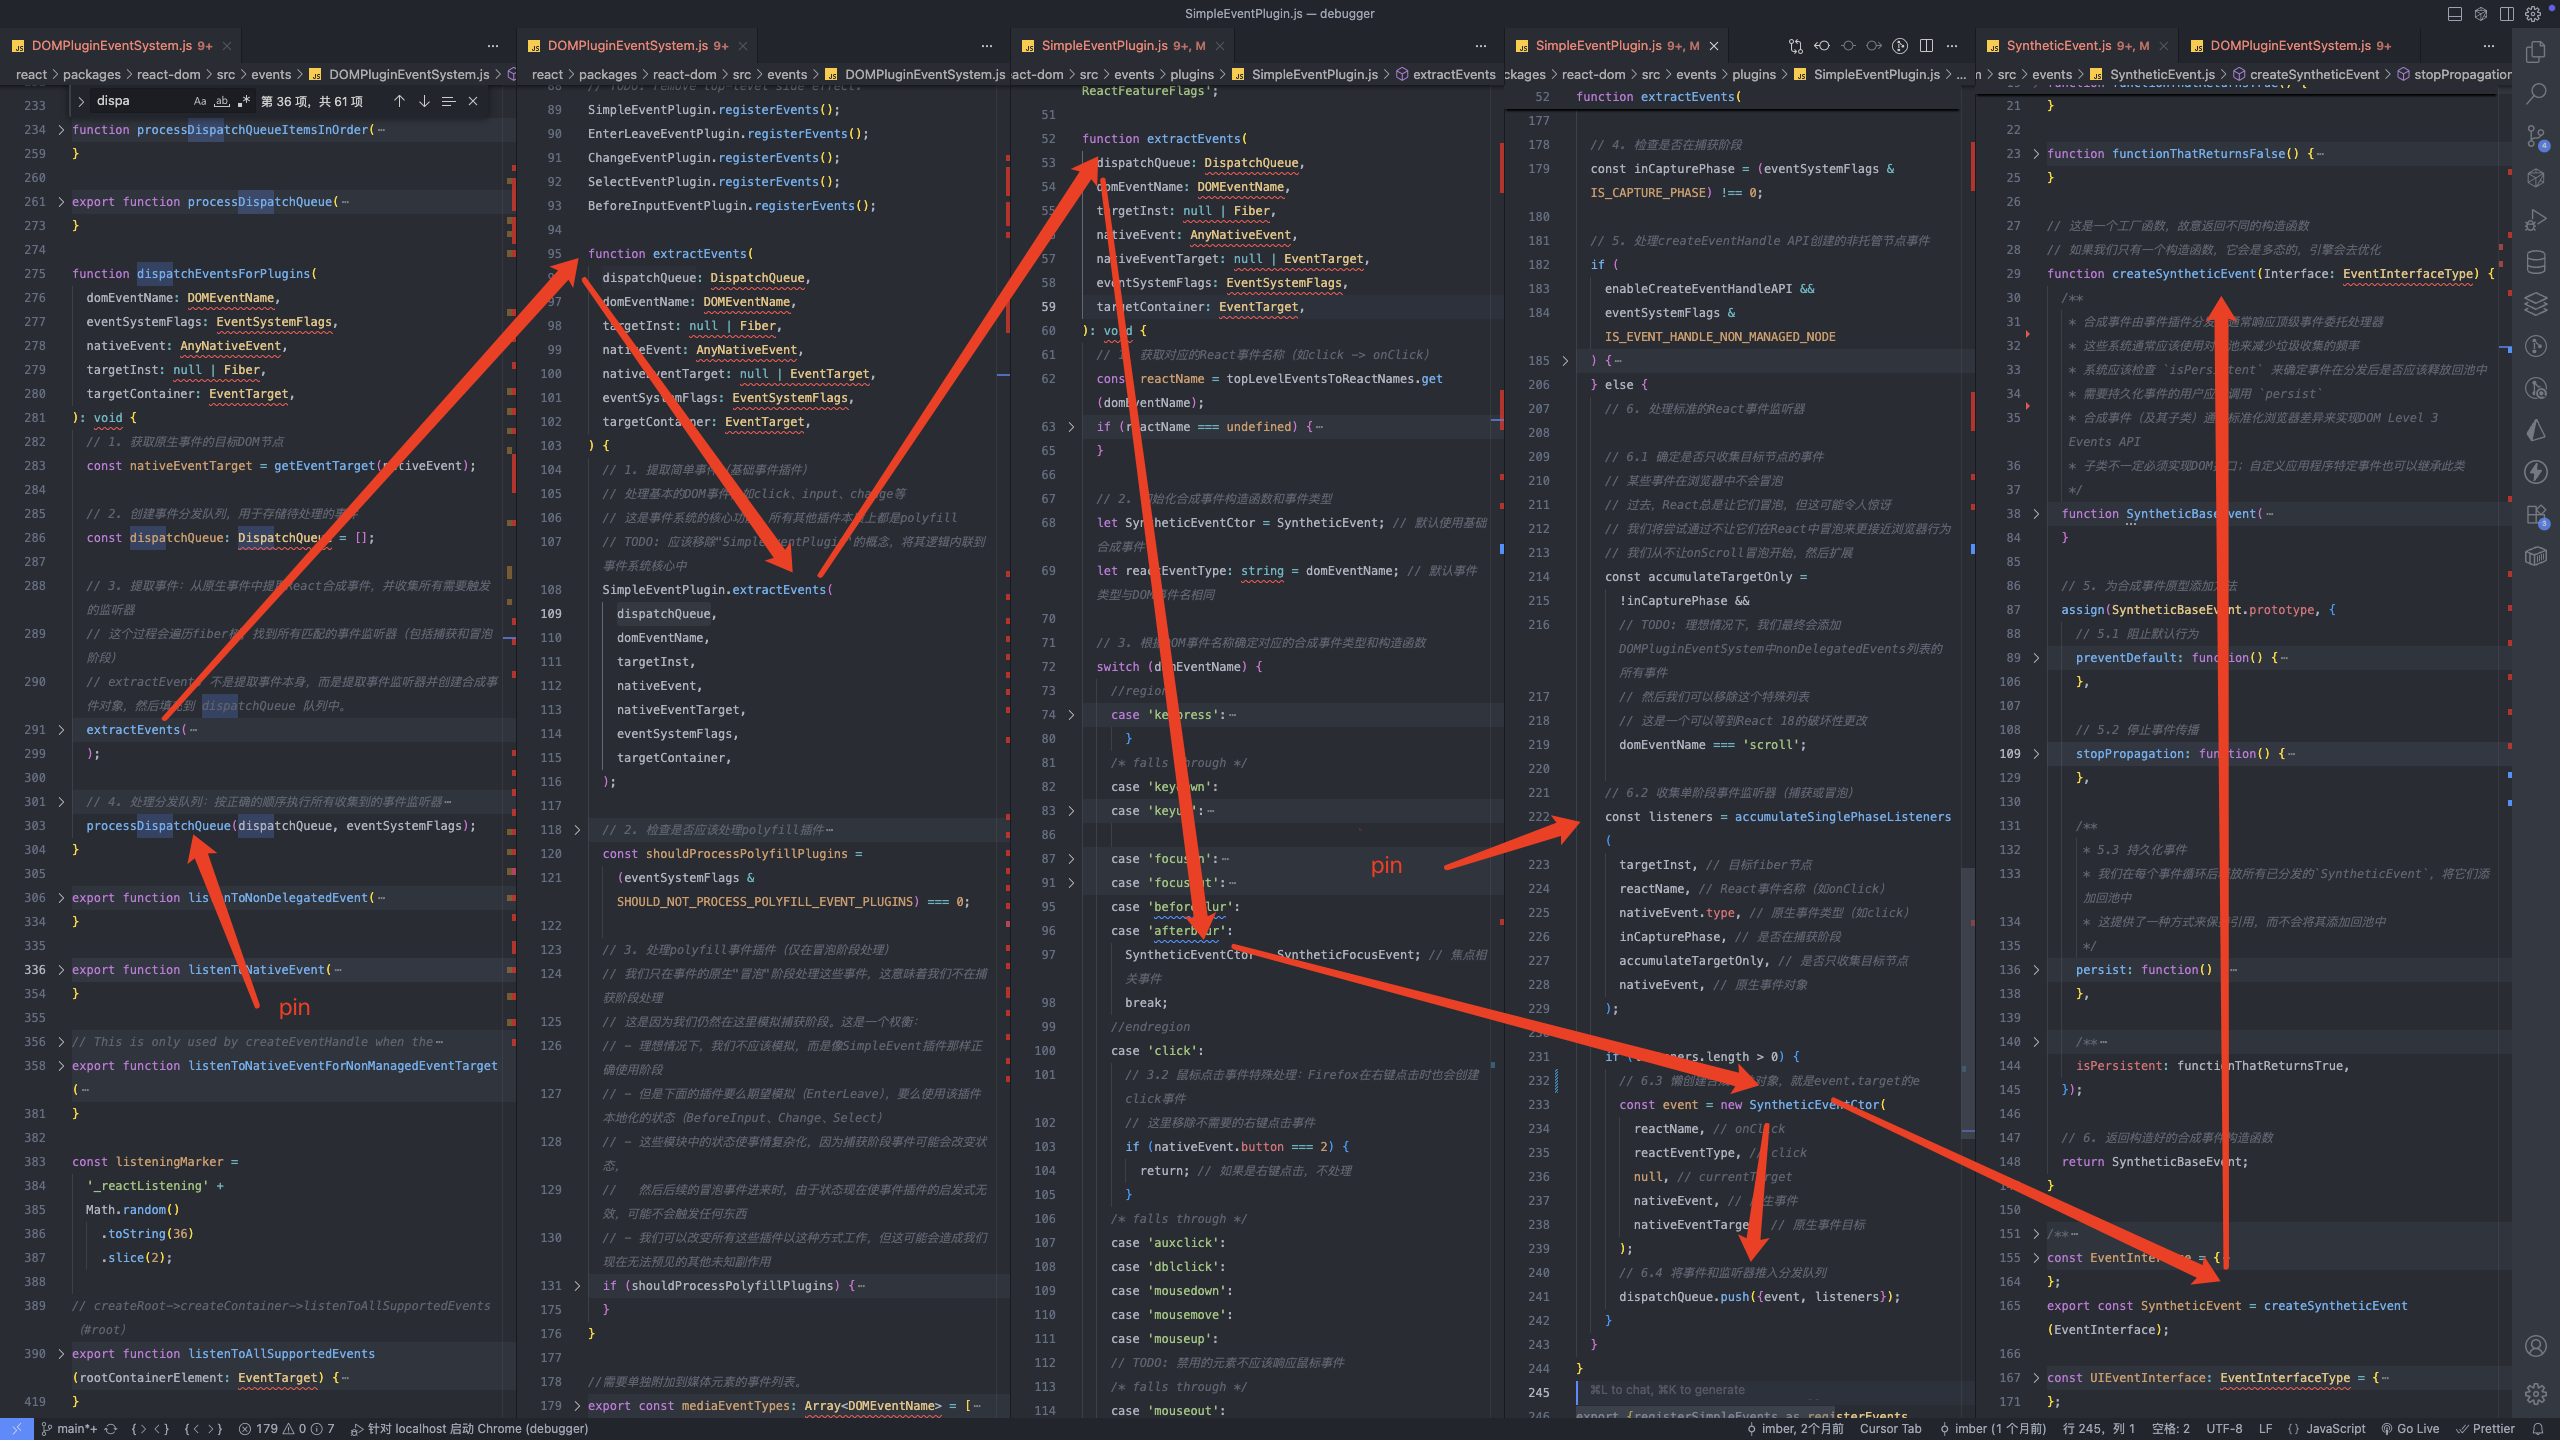 SimpleEventPlugin.js — debugger
DOMPluginEventSystem.js 9+
react > packages > react-dom > src > events > DOMPluginEventSystem.js >
dispa
第 36 项，共 61 项
233
234 function processDispatchQueueItemsInOrder(
259 }
260
261 export function processDispatchQueue(
273 }
274
275 function dispatchEventsForPlugins(
276 domEventName: DOMEventName,
277 eventSystemFlags: EventSystemFlags,
278 nativeEvent: AnyNativeEvent,
279 targetInst: null | Fiber,
280 targetContainer: EventTarget,
281 ): void {
282 // 1. 获取原生事件的目标DOM节点
283 const nativeEventTarget = getEventTarget(nativeEvent);
284
285 // 2. 创建事件分发队列，用于存储待处理的事件
286 const dispatchQueue: DispatchQueue = [];
287
288 // 3. 提取事件：从原生事件中提取React合成事件，并收集所有需要触发
的监听器
289 // 这个过程会遍历fiber树，找到所有匹配的事件监听器（包括捕获和冒泡
阶段）
290 // extractEvents 不是提取事件本身，而是提取事件监听器并创建合成事
件对象，然后填充到 dispatchQueue 队列中。
291 extractEvents(
299 );
300
301 // 4. 处理分发队列：按正确的顺序执行所有收集到的事件监听器
303 processDispatchQueue(dispatchQueue, eventSystemFlags);
304 }
305
306 export function listenToNonDelegatedEvent(
334 }
335
336 export function listenToNativeEvent(
354 }
pin
355
356 // This is only used by createEventHandle when the
358 export function listenToNativeEventForNonManagedEventTarget
(
381 }
382
383 const listeningMarker =
384 '_reactListening' +
385 Math.random()
386 .toString(36)
387 .slice(2);
388
389 // createRoot->createContainer->listenToAllSupportedEvents
(#root)
390 export function listenToAllSupportedEvents
(rootContainerElement: EventTarget) {
419 }
DOMPluginEventSystem.js 9+
react > packages > react-dom > src > events > DOMPluginEventSystem.js
88 // TODO: remove top-level side effect.
89 SimpleEventPlugin.registerEvents();
90 EnterLeaveEventPlugin.registerEvents();
91 ChangeEventPlugin.registerEvents();
92 SelectEventPlugin.registerEvents();
93 BeforeInputEventPlugin.registerEvents();
94
95 function extractEvents(
dispatchQueue: DispatchQueue,
97 domEventName: DOMEventName,
98 targetInst: null | Fiber,
99 nativeEvent: AnyNativeEvent,
100 nativeEventTarget: null | EventTarget,
101 eventSystemFlags: EventSystemFlags,
102 targetContainer: EventTarget,
103 ) {
104 // 1. 提取简单事件（基础事件插件）
105 // 处理基本的DOM事件，如click、input、change等
106 // 这是事件系统的核心功能，所有其他插件本质上都是polyfill
107 // TODO: 应该移除"SimpleEventPlugin"的概念，将其逻辑内联到
事件系统核心中
108 SimpleEventPlugin.extractEvents(
109 dispatchQueue,
110 domEventName,
111 targetInst,
112 nativeEvent,
113 nativeEventTarget,
114 eventSystemFlags,
115 targetContainer,
116 );
117
118 // 2. 检查是否应该处理polyfill插件
120 const shouldProcessPolyfillPlugins =
121 (eventSystemFlags &
SHOULD_NOT_PROCESS_POLYFILL_EVENT_PLUGINS) === 0;
122
123 // 3. 处理polyfill事件插件（仅在冒泡阶段处理）
124 // 我们只在事件的原生"冒泡"阶段处理这些事件，这意味着我们不在捕
获阶段处理
125 // 这是因为我们仍然在这里模拟捕获阶段。这是一个权衡：
126 // - 理想情况下，我们不应该模拟，而是像SimpleEvent插件那样正
确使用阶段
127 // - 但是下面的插件要么期望模拟（EnterLeave），要么使用该插件
本地化的状态（BeforeInput、Change、Select）
128 // - 这些模块中的状态使事情复杂化，因为捕获阶段事件可能会改变状
态，
129 // 然后后续的冒泡事件进来时，由于状态现在使事件插件的启发式无
效，可能不会触发任何东西
130 // - 我们可以改变所有这些插件以这种方式工作，但这可能会造成我们
现在无法预见的其他未知副作用
131 if (shouldProcessPolyfillPlugins) {
175 }
176 }
177
178 //需要单独附加到媒体元素的事件列表。
179 export const mediaEventTypes: Array<DOMEventName> = [
SimpleEventPlugin.js 9+, M
act-dom > src > events > plugins > SimpleEventPlugin.js > extractEvents
ReactFeatureFlags';
51
52 function extractEvents(
53 dispatchQueue: DispatchQueue,
54 domEventName: DOMEventName,
55 targetInst: null | Fiber,
nativeEvent: AnyNativeEvent,
57 nativeEventTarget: null | EventTarget,
58 eventSystemFlags: EventSystemFlags,
59 targetContainer: EventTarget,
60 ): void {
61 // 1. 获取对应的React事件名称（如click -> onClick）
62 const reactName = topLevelEventsToReactNames.get
(domEventName);
63 if (reactName === undefined) {
65 }
66
67 // 2. 初始化合成事件构造函数和事件类型
68 let SyntheticEventCtor = SyntheticEvent; // 默认使用基础
合成事件
69 let reactEventType: string = domEventName; // 默认事件
类型与DOM事件名相同
70
71 // 3. 根据DOM事件名称确定对应的合成事件类型和构造函数
72 switch (domEventName) {
73 //region
74 case 'keypress':
80 }
81 /* falls through */
82 case 'keydown':
83 case 'keyup':
86
87 case 'focusin':
91 case 'focusout':
95 case 'beforeblur':
96 case 'afterblur':
97 SyntheticEventCtor = SyntheticFocusEvent; // 焦点相
关事件
98 break;
99 //endregion
100 case 'click':
101 // 3.2 鼠标点击事件特殊处理：Firefox在右键点击时也会创建
click事件
102 // 这里移除不需要的右键点击事件
103 if (nativeEvent.button === 2) {
104 return; // 如果是右键点击，不处理
105 }
106 /* falls through */
107 case 'auxclick':
108 case 'dblclick':
109 case 'mousedown':
110 case 'mousemove':
111 case 'mouseup':
112 // TODO: 禁用的元素不应该响应鼠标事件
113 /* falls through */
114 case 'mouseout':
pin
SimpleEventPlugin.js 9+, M
ckages > react-dom > src > events > plugins > SimpleEventPlugin.js > ...
52 function extractEvents(
177
178 // 4. 检查是否在捕获阶段
179 const inCapturePhase = (eventSystemFlags &
IS_CAPTURE_PHASE) !== 0;
180
181 // 5. 处理createEventHandle API创建的非托管节点事件
182 if (
183 enableCreateEventHandleAPI &&
184 eventSystemFlags &
IS_EVENT_HANDLE_NON_MANAGED_NODE
185 ) {
206 } else {
207 // 6. 处理标准的React事件监听器
208
209 // 6.1 确定是否只收集目标节点的事件
210 // 某些事件在浏览器中不会冒泡
211 // 过去，React总是让它们冒泡，但这可能令人惊讶
212 // 我们将尝试通过不让它们在React中冒泡来更接近浏览器行为
213 // 我们从不让onScroll冒泡开始，然后扩展
214 const accumulateTargetOnly =
215 !inCapturePhase &&
216 // TODO: 理想情况下，我们最终会添加
DOMPluginEventSystem中nonDelegatedEvents列表的
所有事件
217 // 然后我们可以移除这个特殊列表
218 // 这是一个可以等到React 18的破坏性更改
219 domEventName === 'scroll';
220
221 // 6.2 收集单阶段事件监听器（捕获或冒泡）
222 const listeners = accumulateSinglePhaseListeners
(
223 targetInst, // 目标fiber节点
224 reactName, // React事件名称（如onClick）
225 nativeEvent.type, // 原生事件类型（如click）
226 inCapturePhase, // 是否在捕获阶段
227 accumulateTargetOnly, // 是否只收集目标节点
228 nativeEvent, // 原生事件对象
229 );
230
231 if (listeners.length > 0) {
232 // 6.3 懒创建合成事件对象，就是event.target的e
233 const event = new SyntheticEventCtor(
234 reactName, // onClick
235 reactEventType, // click
236 null, // currentTarget
237 nativeEvent, // 原生事件
238 nativeEventTarget, // 原生事件目标
239 );
240 // 6.4 将事件和监听器推入分发队列
241 dispatchQueue.push({event, listeners});
242 }
243 }
244 }
245 ⌘L to chat, ⌘K to generate
246 export {registerSimpleEvents as registerEvents
SyntheticEvent.js 9+, M
DOMPluginEventSystem.js 9+
m > src > events > SyntheticEvent.js > createSyntheticEvent > stopPropagation
21 }
22
23 function functionThatReturnsFalse() {
25 }
26
27 // 这是一个工厂函数，故意返回不同的构造函数
28 // 如果我们只有一个构造函数，它会是多态的，引擎会去优化
29 function createSyntheticEvent(Interface: EventInterfaceType) {
30 /**
31 * 合成事件由事件插件分发，通常响应顶级事件委托处理器
32 * 这些系统通常应该使用对象池来减少垃圾收集的频率
33 * 系统应该检查 `isPersistent` 来确定事件在分发后是否应该释放回池中
34 * 需要持久化事件的用户应该调用 `persist`
35 * 合成事件（及其子类）通过标准化浏览器差异来实现DOM Level 3
Events API
36 * 子类不一定必须实现DOM接口；自定义应用程序特定事件也可以继承此类
37 */
38 function SyntheticBaseEvent(
84 }
85
86 // 5. 为合成事件原型添加方法
87 assign(SyntheticBaseEvent.prototype, {
88 // 5.1 阻止默认行为
89 preventDefault: function() {
106 },
107
108 // 5.2 停止事件传播
109 stopPropagation: function() {
129 },
130
131 /**
132 * 5.3 持久化事件
133 * 我们在每个事件循环后释放所有已分发的`SyntheticEvent`，将它们添
加回池中
134 * 这提供了一种方式来保持引用，而不会将其添加回池中
135 */
136 persist: function()
138 },
139
140 /**
144 isPersistent: functionThatReturnsTrue,
145 });
146
147 // 6. 返回构造好的合成事件构造函数
148 return SyntheticBaseEvent;
}
150
151 /**
155 const EventInterface = {
164 };
165 export const SyntheticEvent = createSyntheticEvent
(EventInterface);
166
167 const UIEventInterface: EventInterfaceType = {
171 };
main*+ 179 0 7 针对 localhost 启动 Chrome (debugger)
imber, 2个月前 Cursor Tab imber (1 个月前) 行 245，列 1 空格: 2 UTF-8 LF JavaScript Go Live Prettier